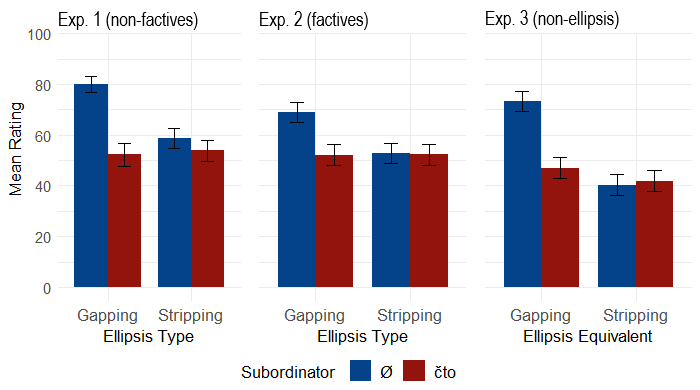 Exp. 1 (non-factives) Exp. 2 (factives) Exp. 3 (non-ellipsis)
100
80
60
40
20
0
Mean Rating
Gapping Stripping Gapping Stripping Gapping Stripping
Ellipsis Type Ellipsis Type Ellipsis Equivalent
Subordinator Ø čto